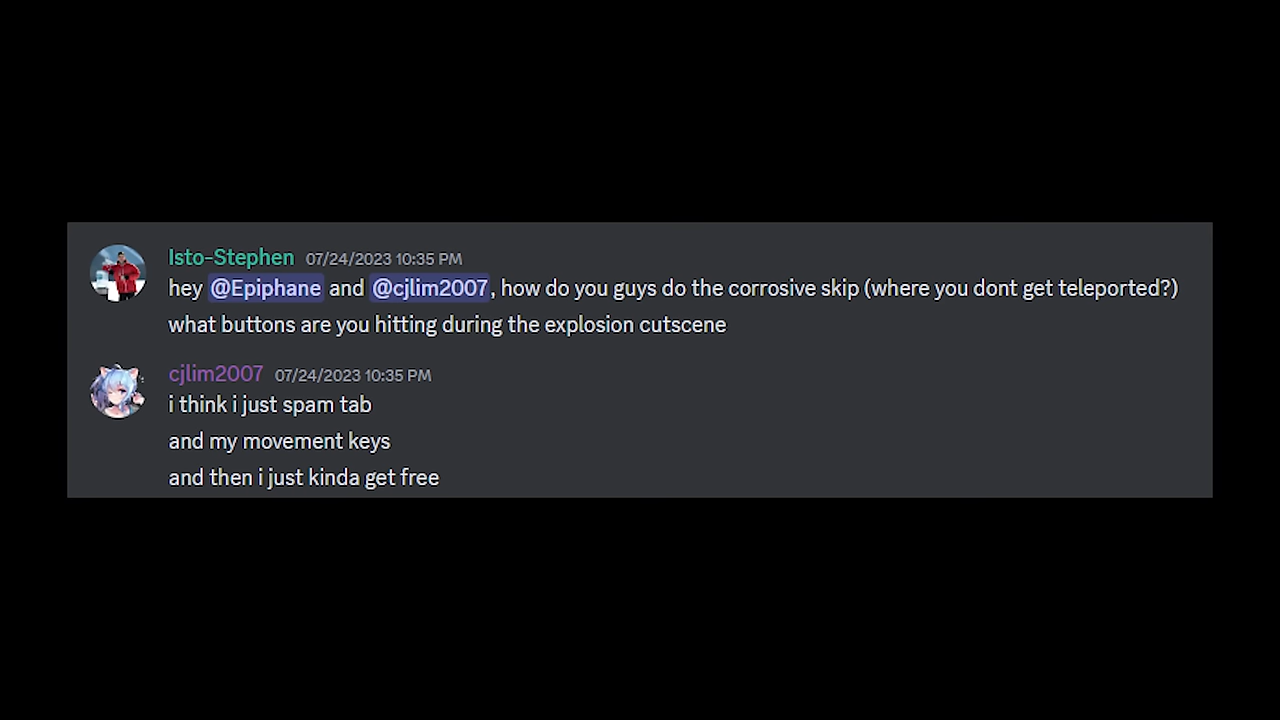 Isto-Stephen 07/24/2023 10:35 PM
hey @Epiphane and @cjlim2007, how do you guys do the corrosive skip (where you dont get teleported?)
what buttons are you hitting during the explosion cutscene
cjlim2007 07/24/2023 10:35 PM
i think i just spam tab
and my movement keys
and then i just kinda get free